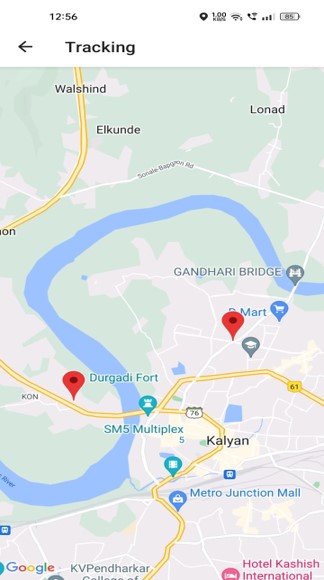 12:56
1.00
KB/S
85
Tracking
Walshind
Lonad
Elkunde
Sonale Bapgaon Rd
non
GANDHARI BRIDGE
D Mart
Durgadi Fort
KON
61
76
SM5 Multiplex
5
Kalyan
Metro Junction Mall
River
Google
KVPendharkar
College of
Hotel Kashish
International